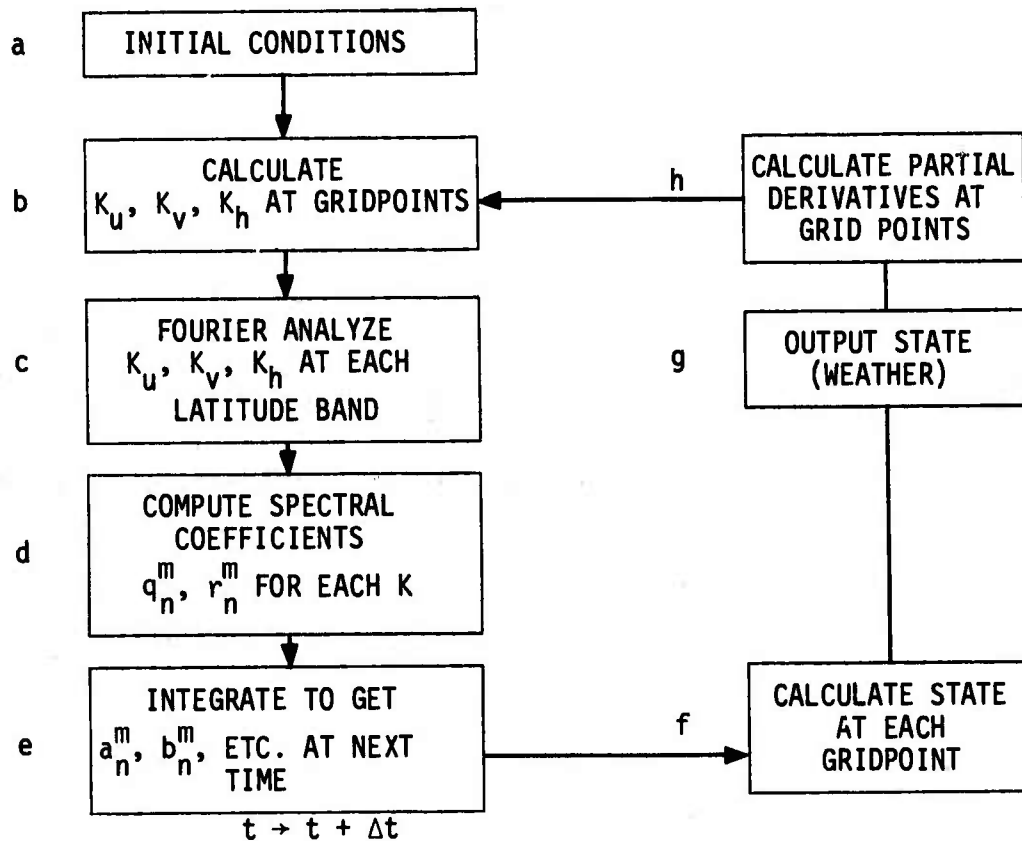 a
INITIAL CONDITIONS
b
CALCULATE
K_u, K_v, K_h AT GRIDPOINTS
c
FOURIER ANALYZE
K_u, K_v, K_h AT EACH
LATITUDE BAND
d
COMPUTE SPECTRAL
COEFFICIENTS
q_n^m, r_n^m FOR EACH K
e
INTEGRATE TO GET
a_n^m, b_n^m, ETC. AT NEXT
TIME
t → t + Δt
f
CALCULATE STATE
AT EACH
GRIDPOINT
g
OUTPUT STATE
(WEATHER)
h
CALCULATE PARTIAL
DERIVATIVES AT
GRID POINTS